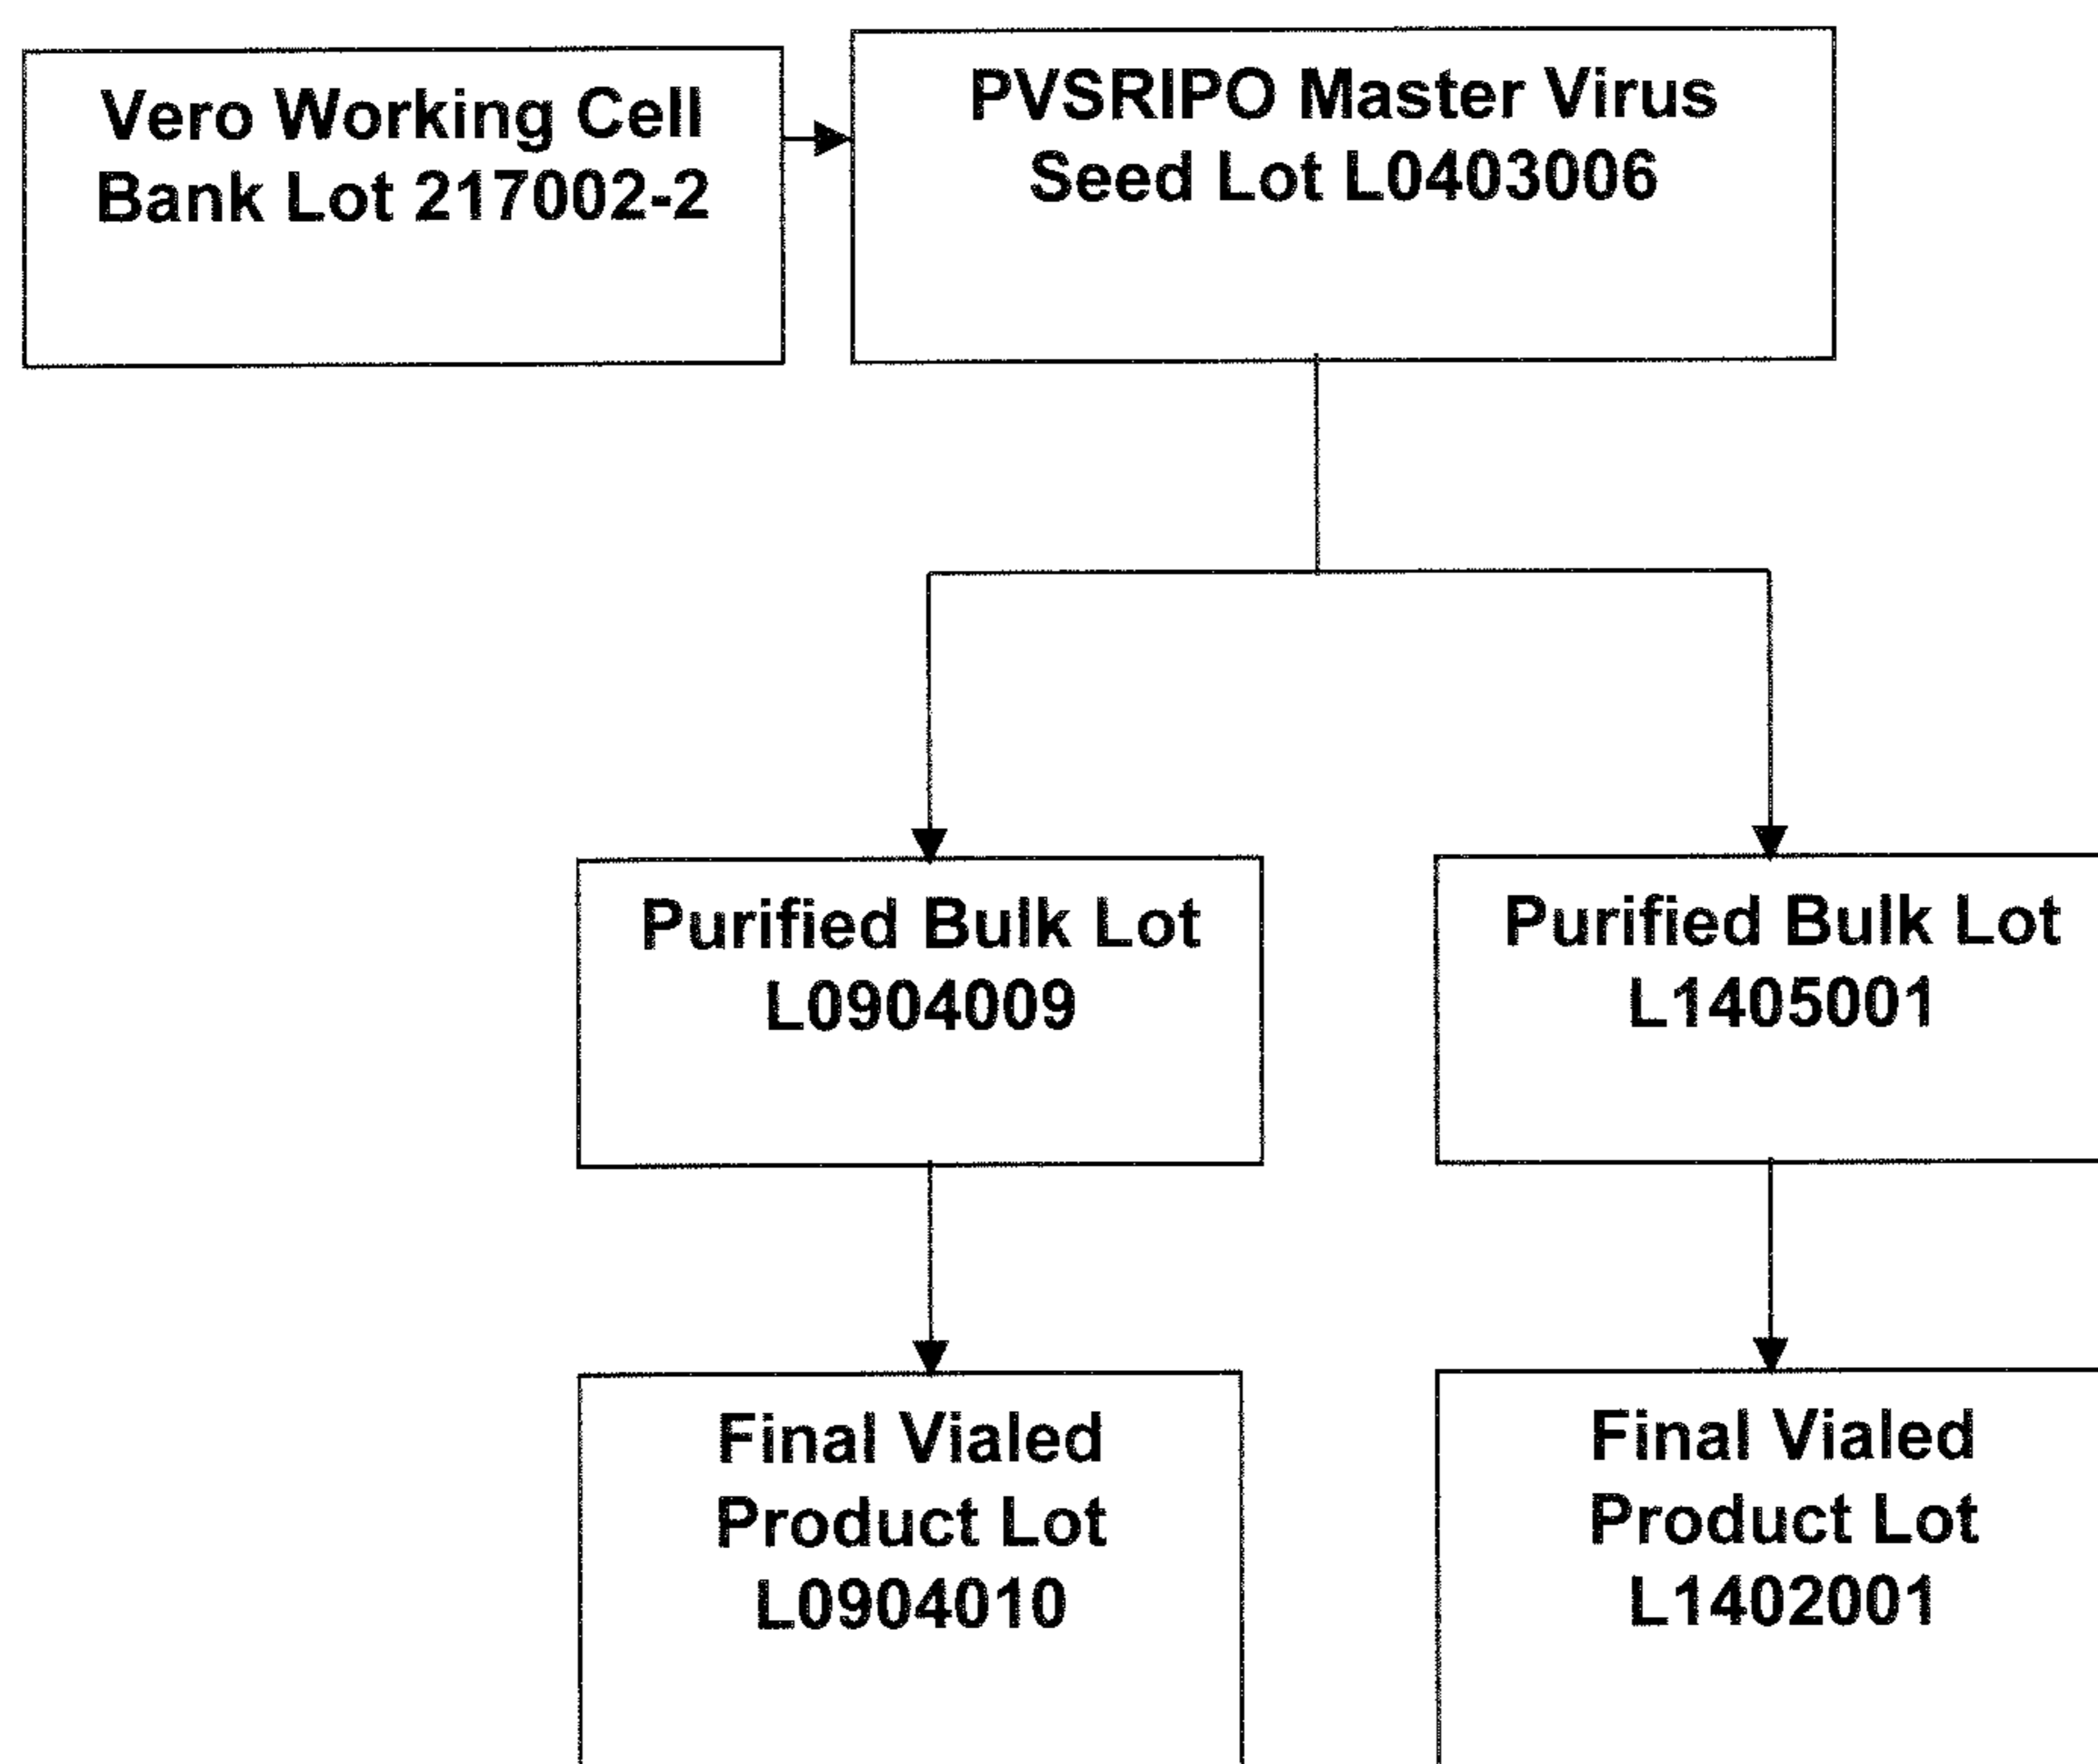 Vero Working Cell
Bank Lot 217002-2
PVSRIPO Master Virus
Seed Lot L0403006
Purified Bulk Lot
L0904009
Purified Bulk Lot
L1405001
Final Vialed
Product Lot
L0904010
Final Vialed
Product Lot
L1402001